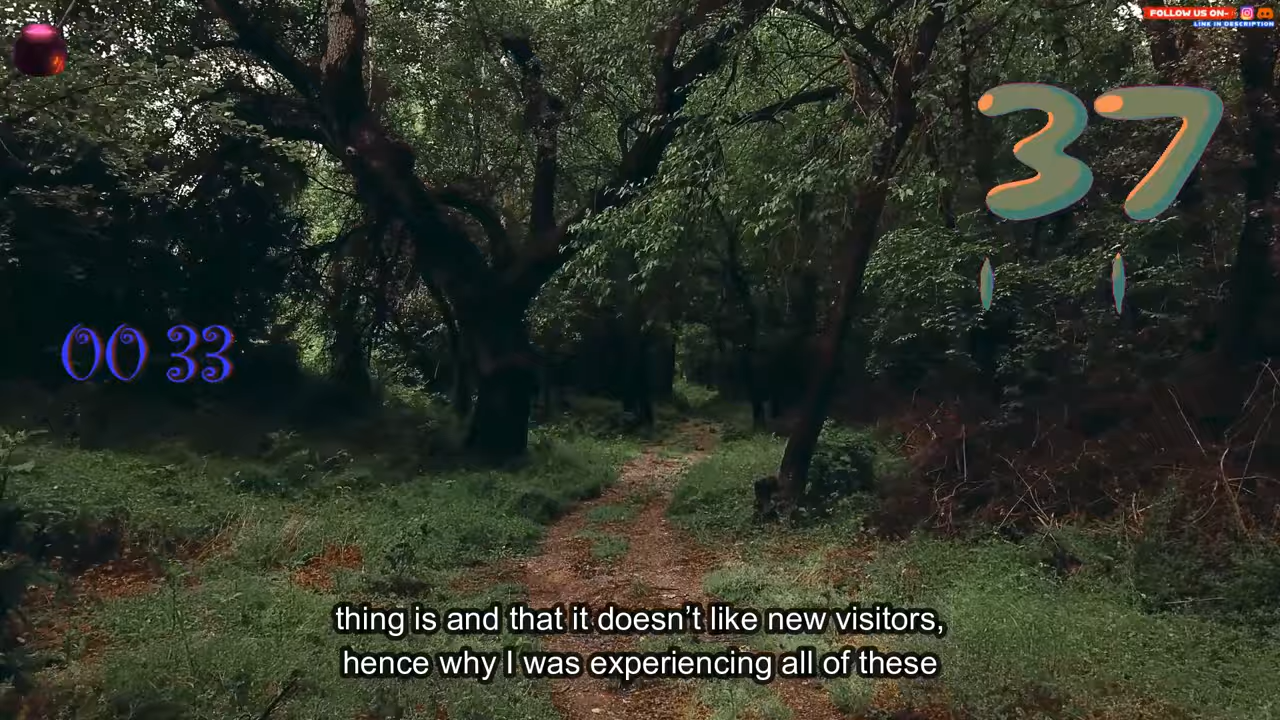 FOLLOW US ON-
LINK IN DESCRIPTION
37
00 33
thing is and that it doesn't like new visitors,
hence why I was experiencing all of these